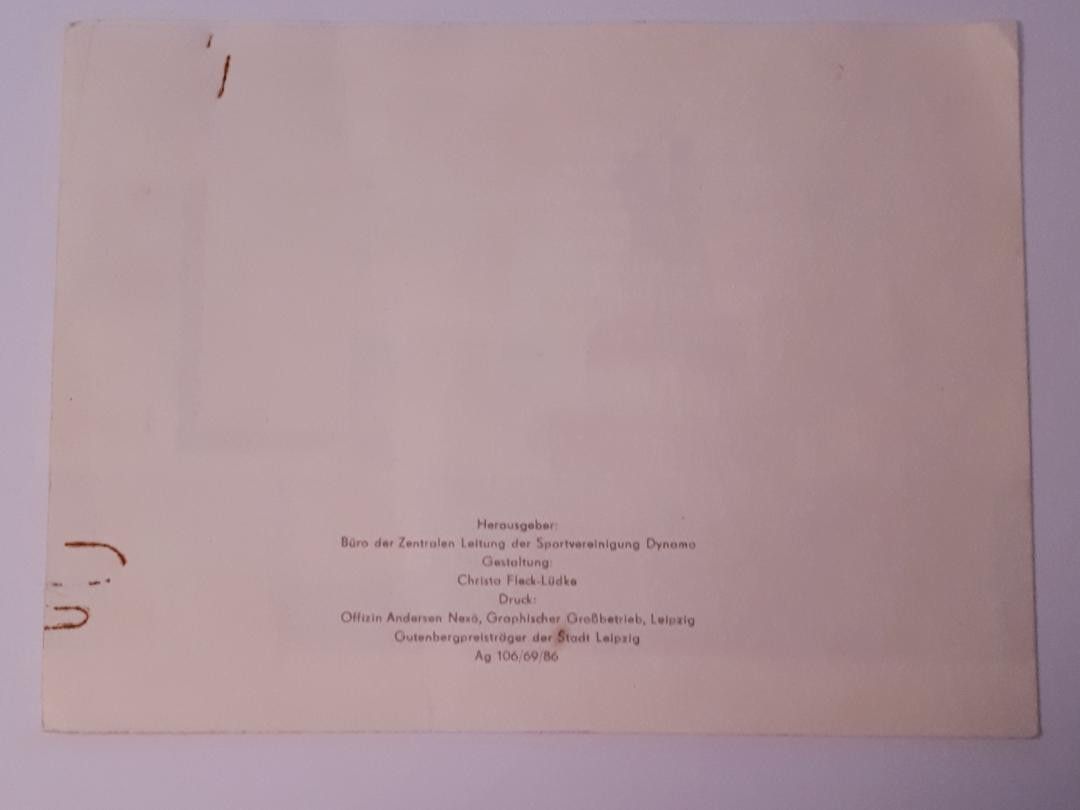 Herausgeber:
Büro der Zentralen Leitung der Sportvereinigung Dynamo
Gestaltung:
Christa Fleck-Lüdke
Druck:
Offizin Andersen Nexö, Graphischer Großbetrieb, Leipzig
Gutenbergpreisträger der Stadt Leipzig
Ag 106/69/86